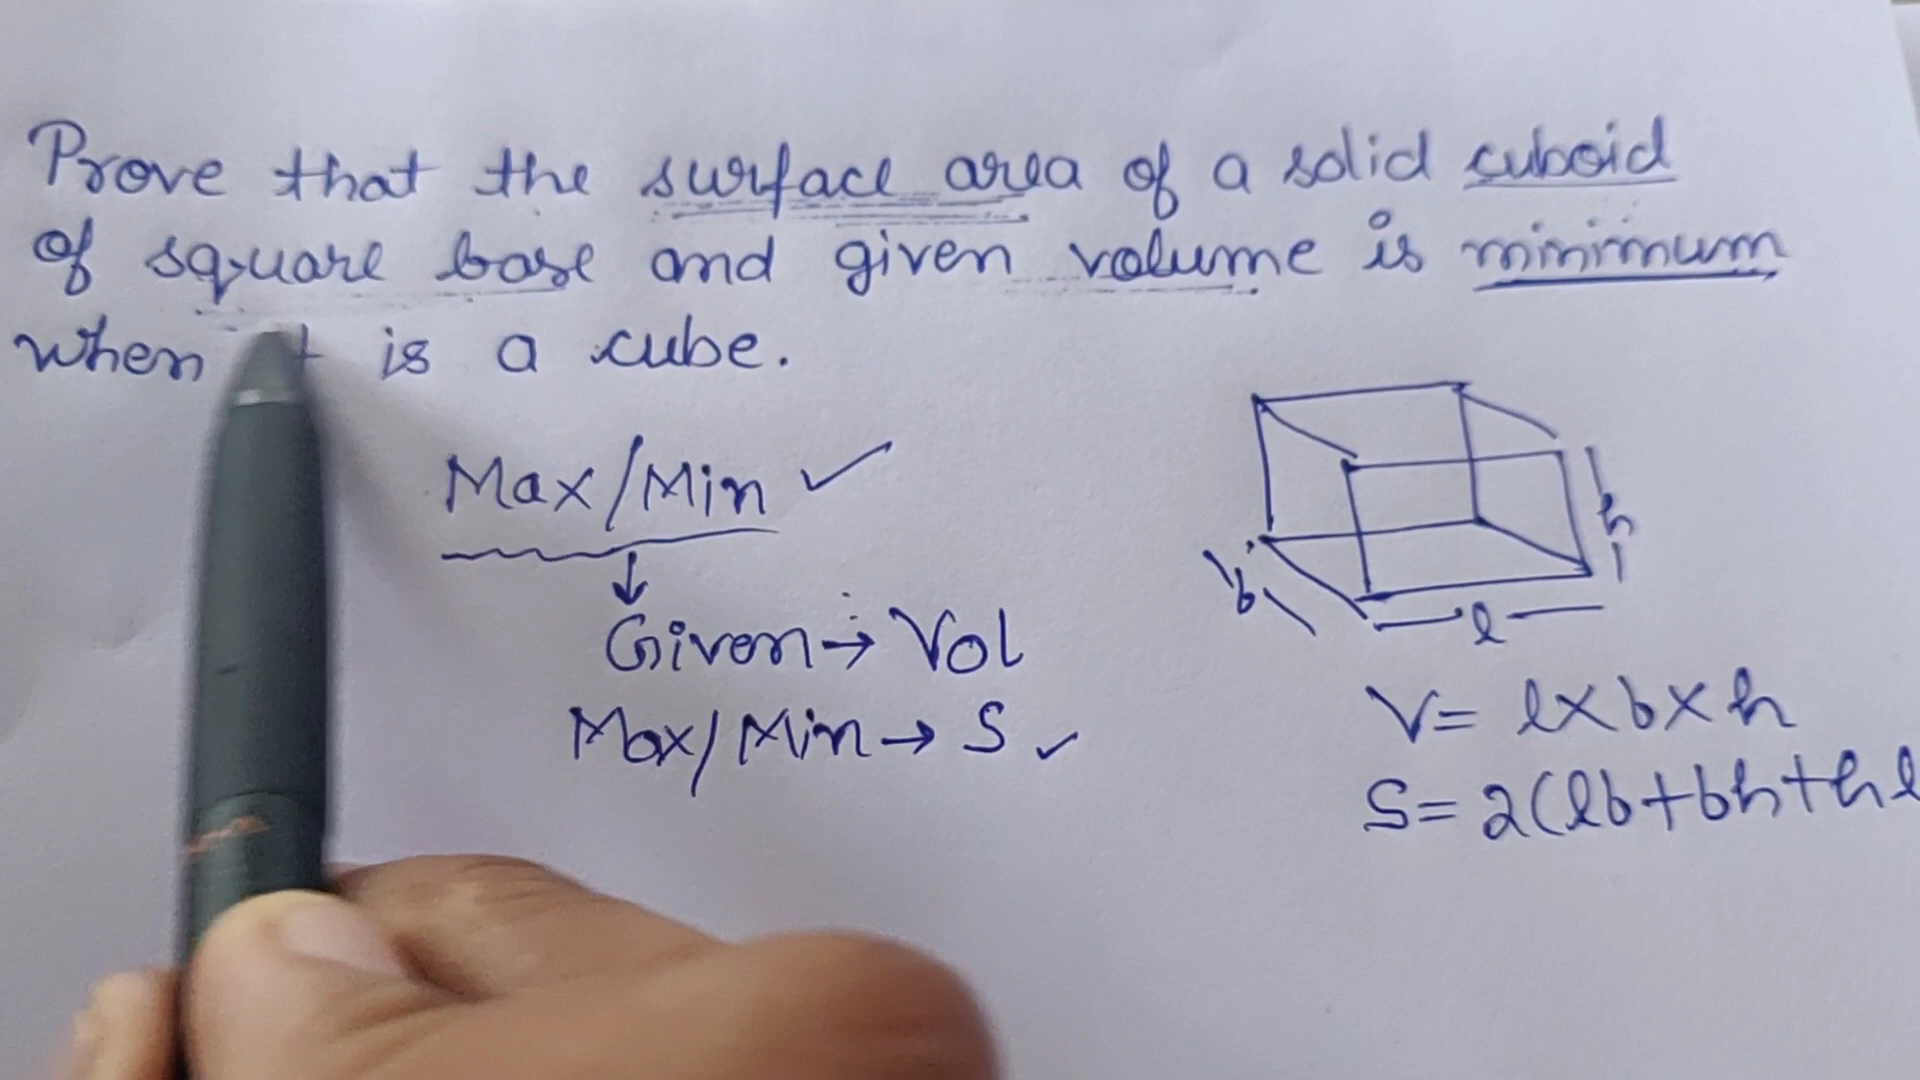 Prove that the surface area of a solid cuboid
of square base and given volume is minimum
when is a cube.
Max/Min ✓
↓
Given → Vol
Max/Min → S ✓
h
b
l
V = l×b×h
S = 2(lb+bh+hl